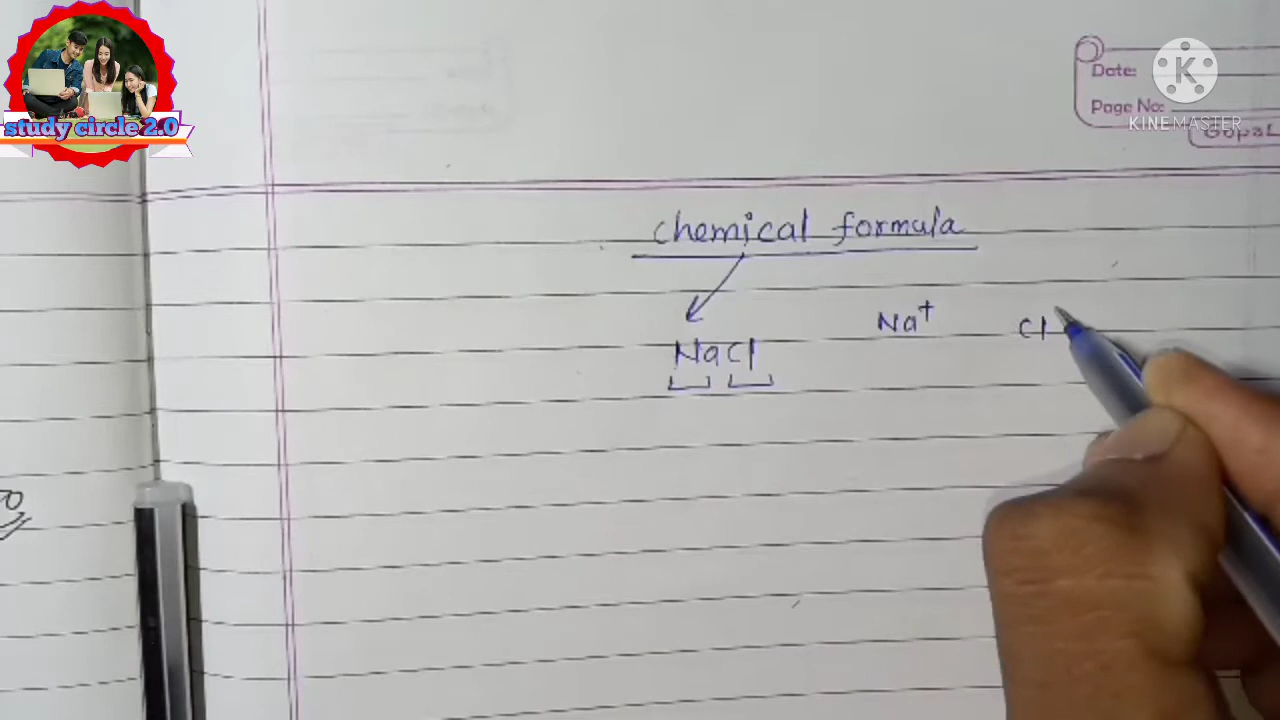 study circle 2.0
Date:
Page No:
KINEMASTER
Gopal
chemical formula
Na+ Cl
NaCl